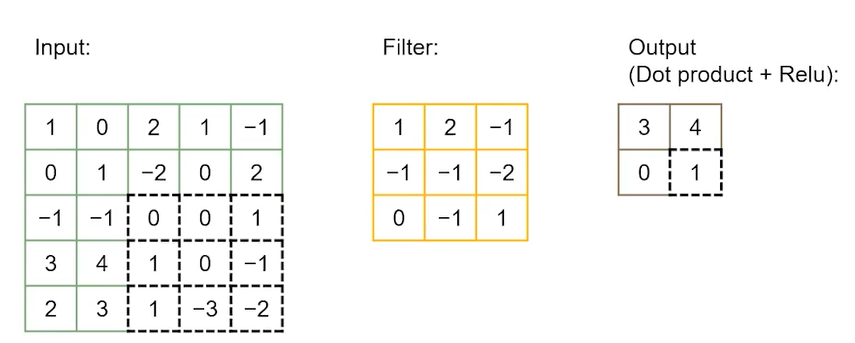 Input:
Filter:
Output
(Dot product + Relu):
1 0 2 1 −1
0 1 −2 0 2
−1 −1 0 0 1
3 4 1 0 −1
2 3 1 −3 −2
1 2 −1
−1 −1 −2
0 −1 1
3 4
0 1